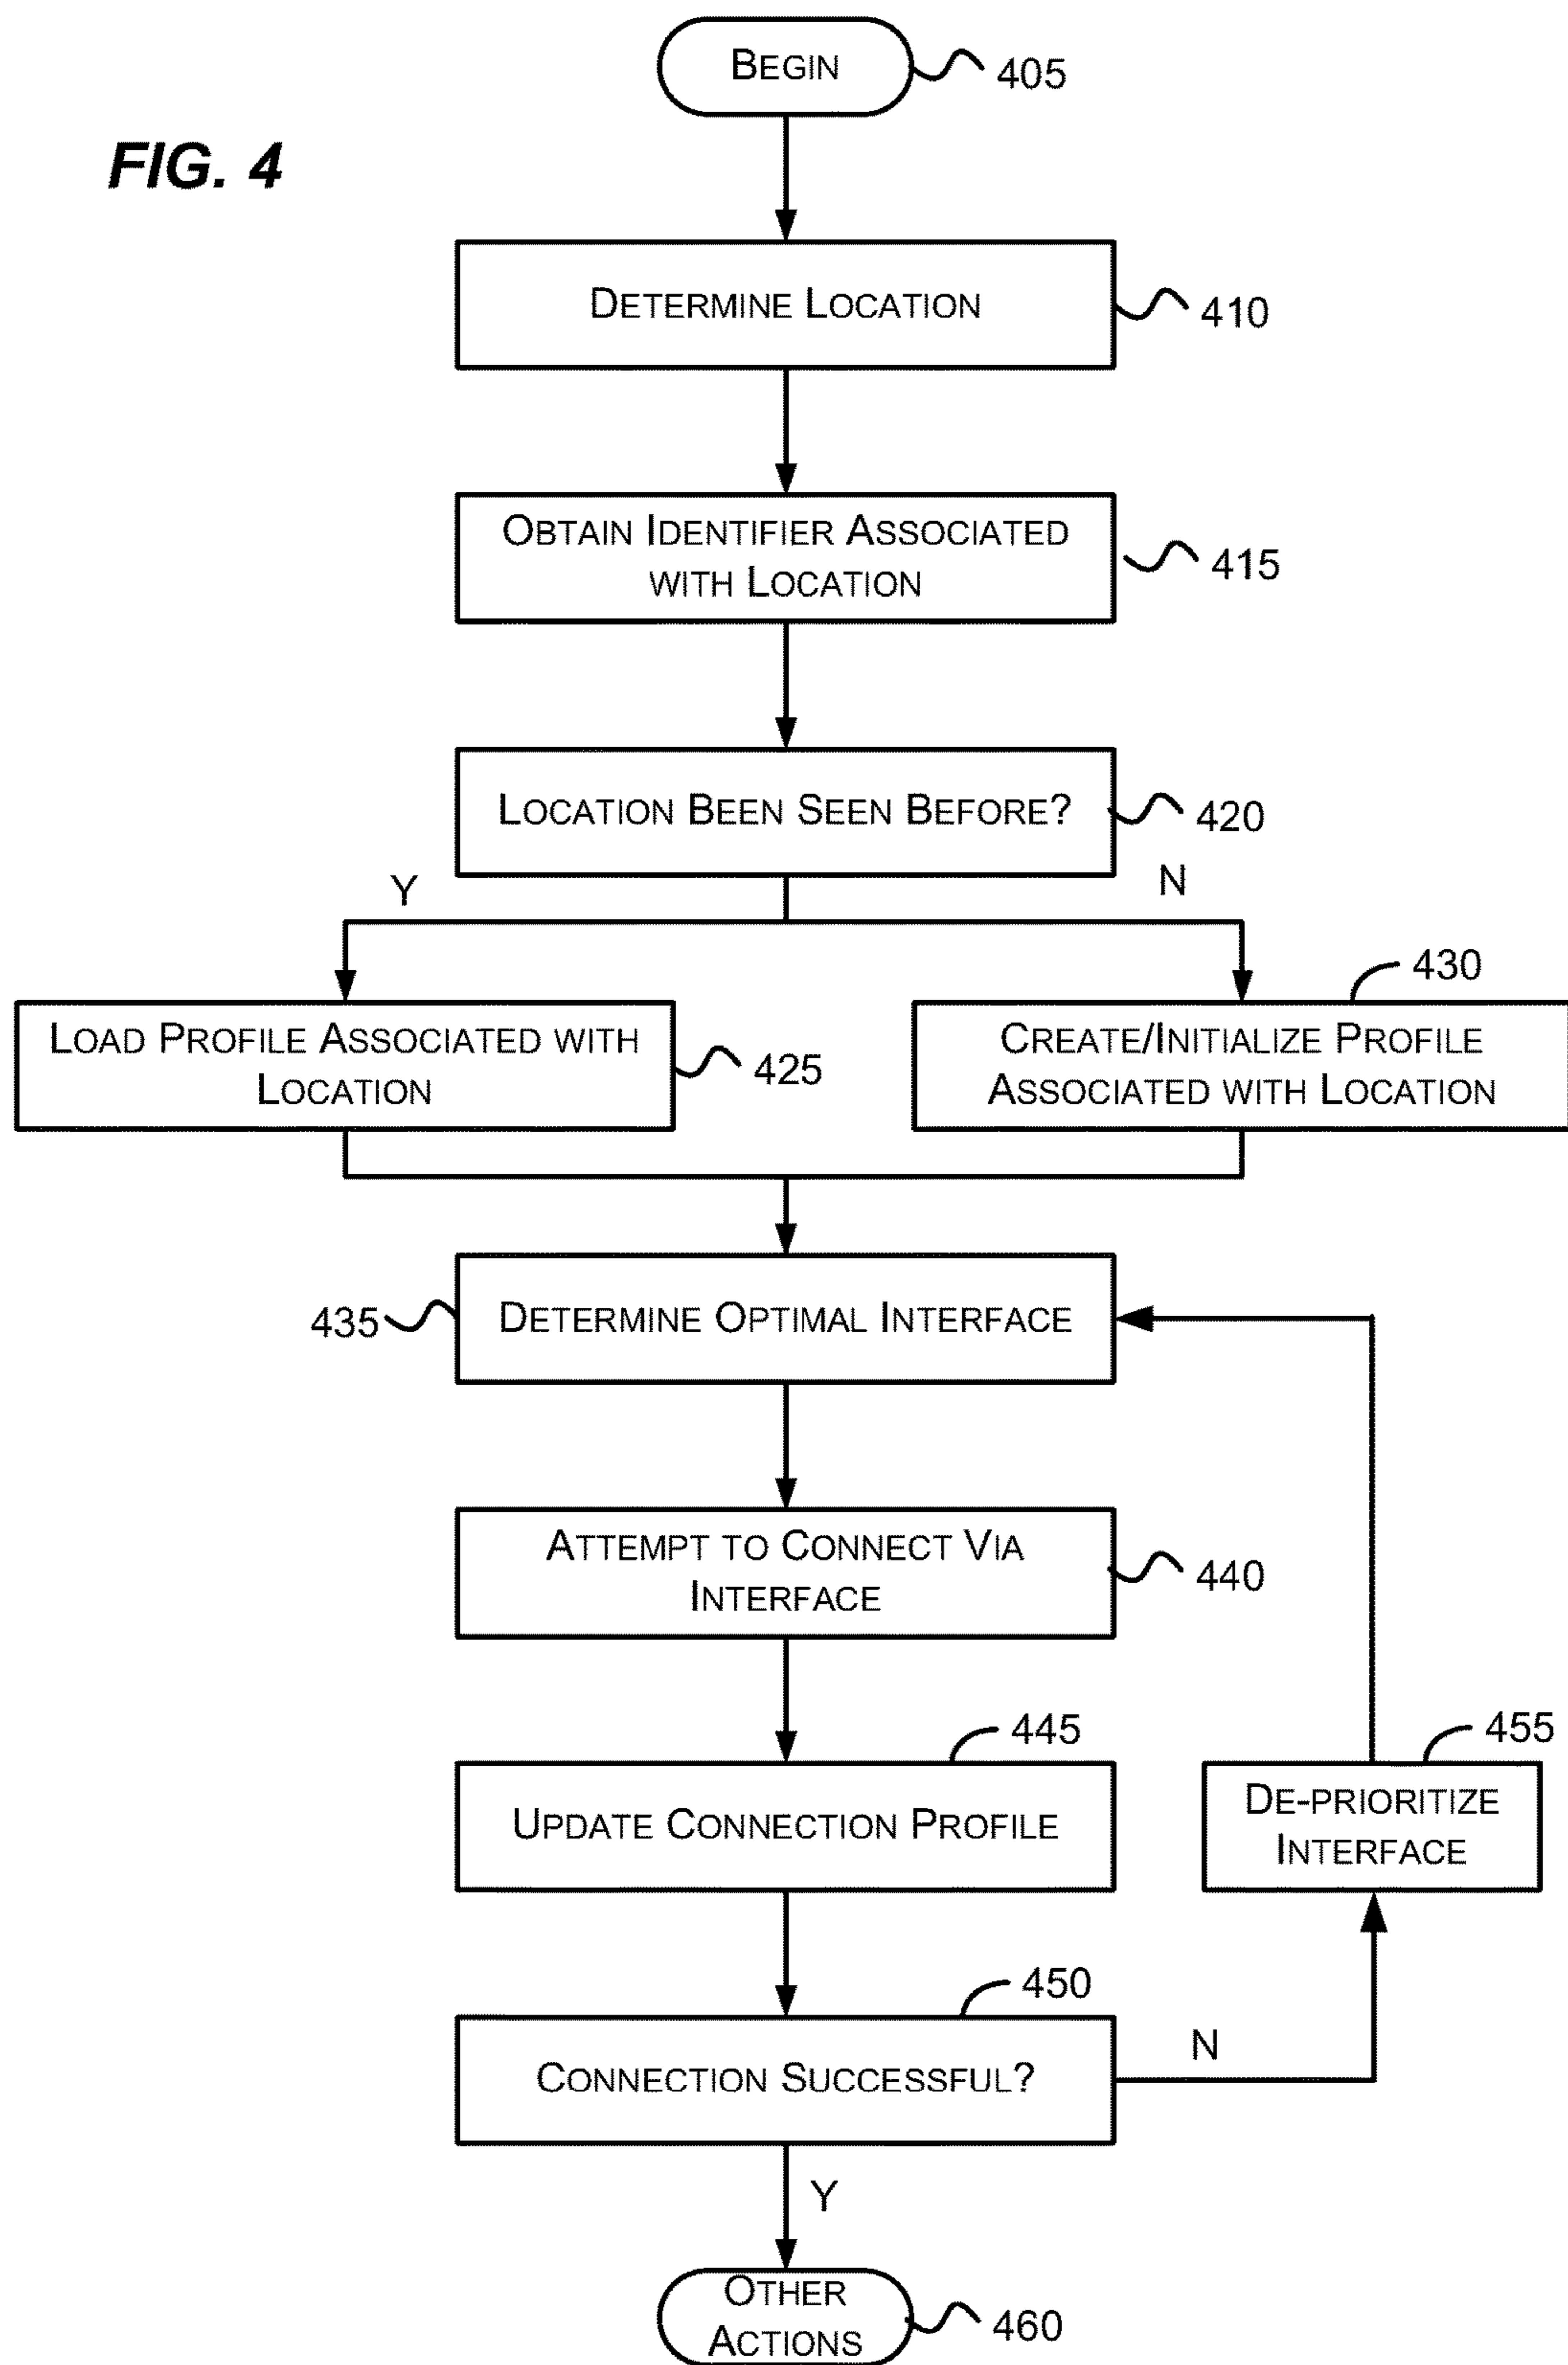 BEGIN
405
FIG. 4
DETERMINE LOCATION
410
OBTAIN IDENTIFIER ASSOCIATED
WITH LOCATION
415
LOCATION BEEN SEEN BEFORE?
420
Y
N
430
LOAD PROFILE ASSOCIATED WITH
LOCATION
425
CREATE/INITIALIZE PROFILE
ASSOCIATED WITH LOCATION
435
DETERMINE OPTIMAL INTERFACE
ATTEMPT TO CONNECT VIA
INTERFACE
440
445
455
UPDATE CONNECTION PROFILE
DE-PRIORITIZE
INTERFACE
450
CONNECTION SUCCESSFUL?
N
Y
OTHER
ACTIONS
460